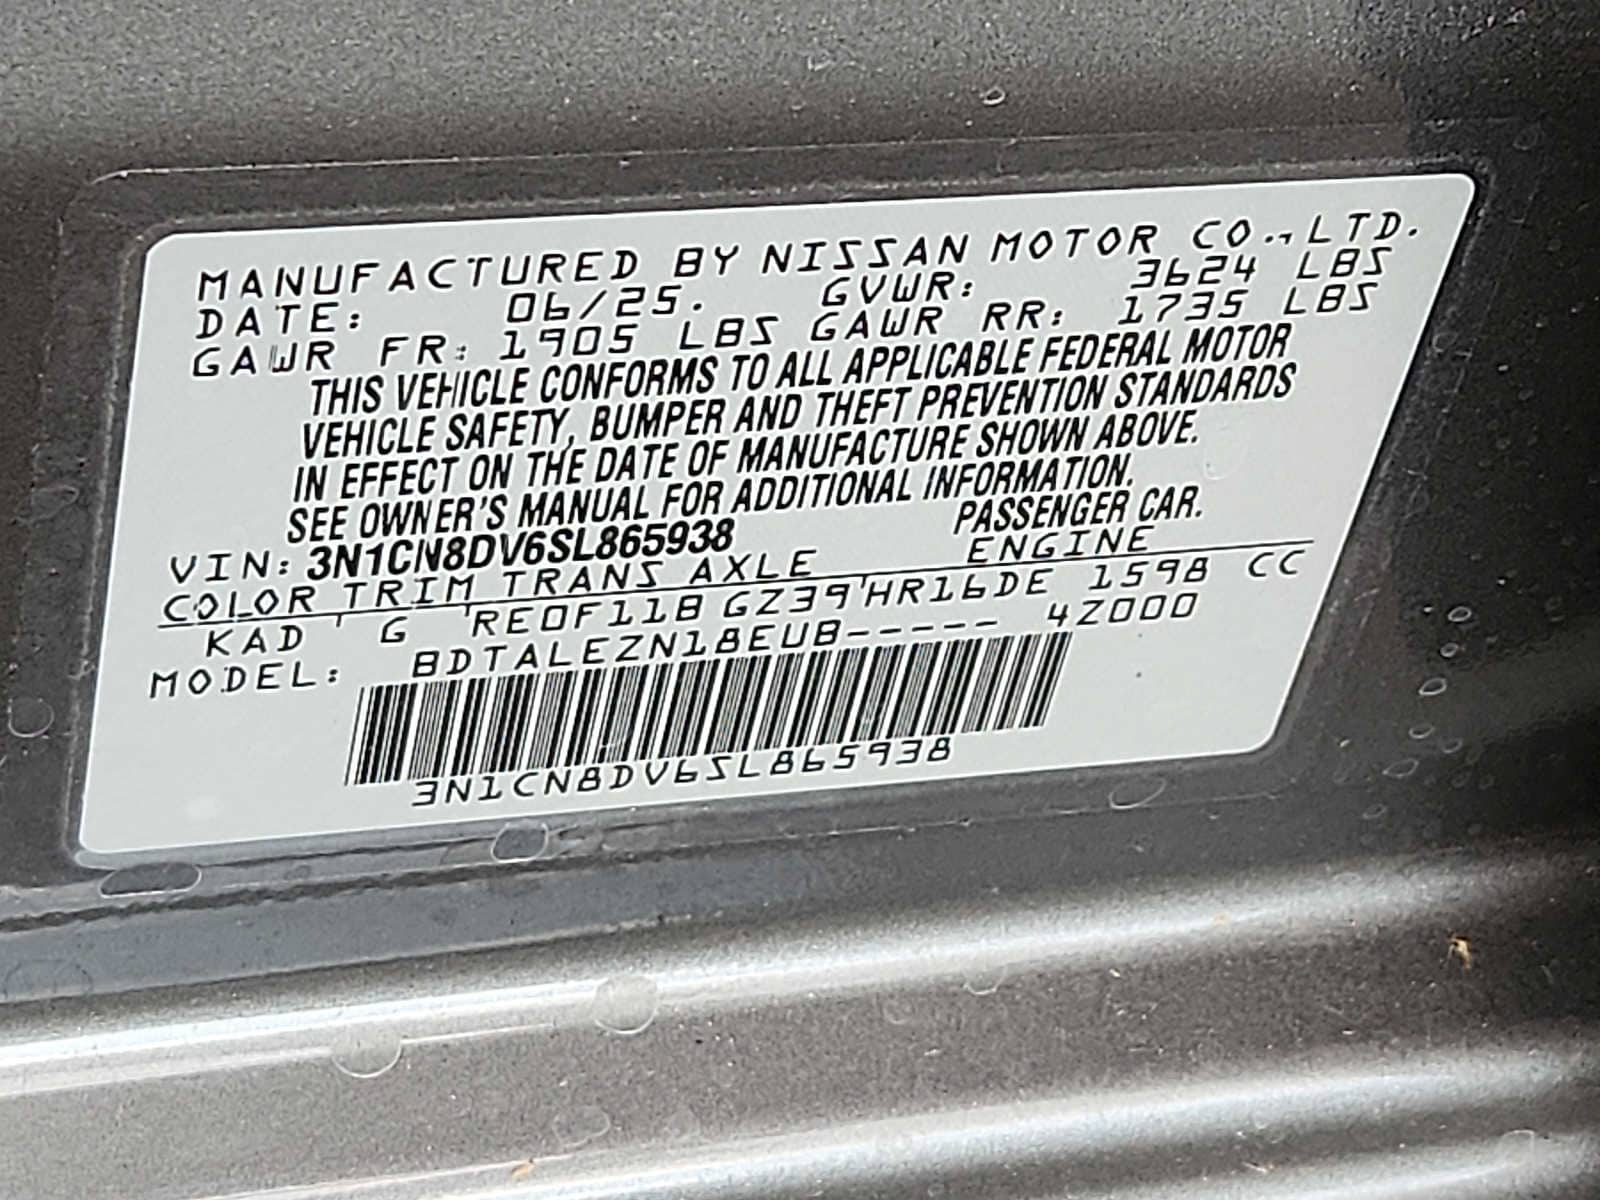 MANUFACTURED BY NISSAN MOTOR CO., LTD.
DATE: 06/25. GVWR: 3624 LBS
GAWR FR: 1905 LBS GAWR RR: 1735 LBS
THIS VEHICLE CONFORMS TO ALL APPLICABLE FEDERAL MOTOR
VEHICLE SAFETY, BUMPER AND THEFT PREVENTION STANDARDS
IN EFFECT ON THE DATE OF MANUFACTURE SHOWN ABOVE.
SEE OWNER'S MANUAL FOR ADDITIONAL INFORMATION.
VIN: 3N1CN8DV6SL865938 PASSENGER CAR.
COLOR TRIM TRANS AXLE ENGINE
KAD G RE0F11B GZ39 HR16DE 1598 CC
MODEL: BDTALEZN18EUB----- 4Z000
3N1CN8DV6SL865938